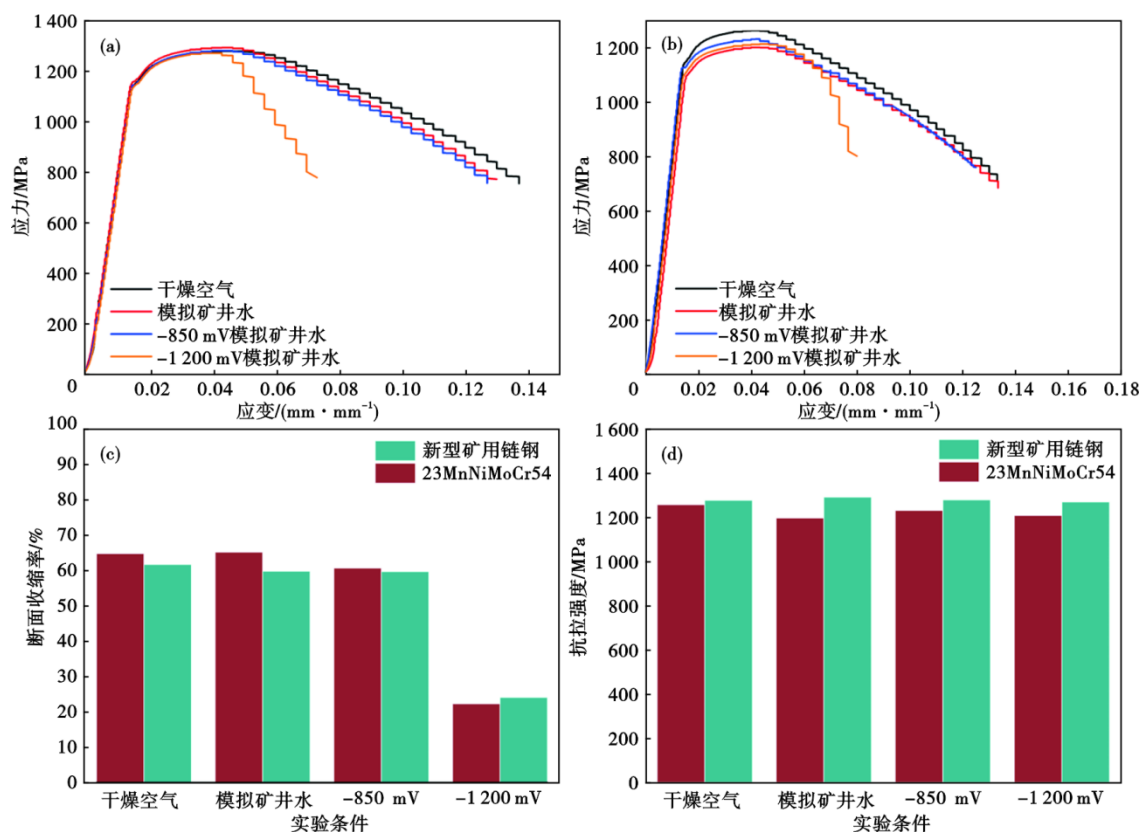 (a)
应力/MPa
1 400
1 200
1 000
800
600
400
200
0
0.02
0.04
0.06
0.08
0.10
0.12
0.14
应变/(mm·mm⁻¹)
干燥空气
模拟矿井水
-850 mV模拟矿井水
-1 200 mV模拟矿井水
(b)
应力/MPa
1200
1000
800
600
400
200
0
0.02
0.04
0.06
0.08
0.10
0.12
0.14
0.16
0.18
应变/(mm·mm⁻¹)
干燥空气
模拟矿井水
-850 mV模拟矿井水
-1 200 mV模拟矿井水
(c)
断面收缩率/%
100
90
80
70
60
50
40
30
20
10
0
新型矿用链钢
23MnNiMoCr54
干燥空气
模拟矿井水
-850 mV
-1 200 mV
实验条件
(d)
抗拉强度/MPa
1 600
1 400
1 200
1 000
800
600
400
1200
000
新型矿用链钢
23MnNiMoCr54
干燥空气
模拟矿井水
-850 mV
-1 200 mV
实验条件